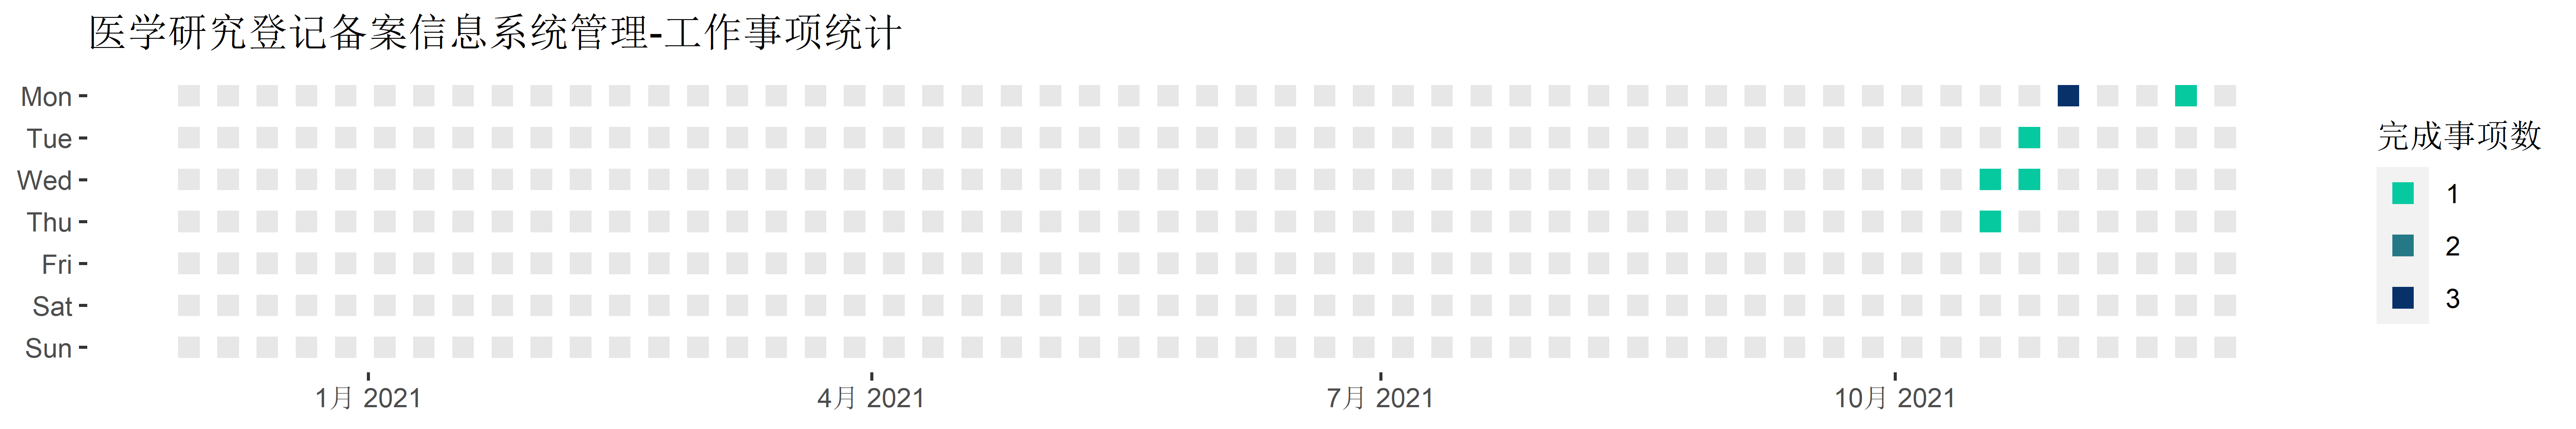 医学研究登记备案信息系统管理-工作事项统计
Mon
Tue
Wed
Thu
Fri
Sat
Sun
1月 2021
4月 2021
7月 2021
10月 2021
完成事项数
1
2
3